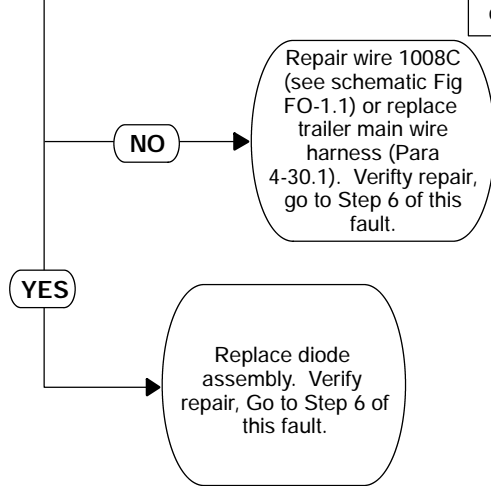 Repair wire 1008C
(see schematic Fig
FO-1.1) or replace
trailer main wire
harness (Para
4-30.1).  Verifty repair,
go to Step 6 of this
fault.
NO
YES
Replace diode
assembly.  Verify
repair, Go to Step 6 of
this fault.